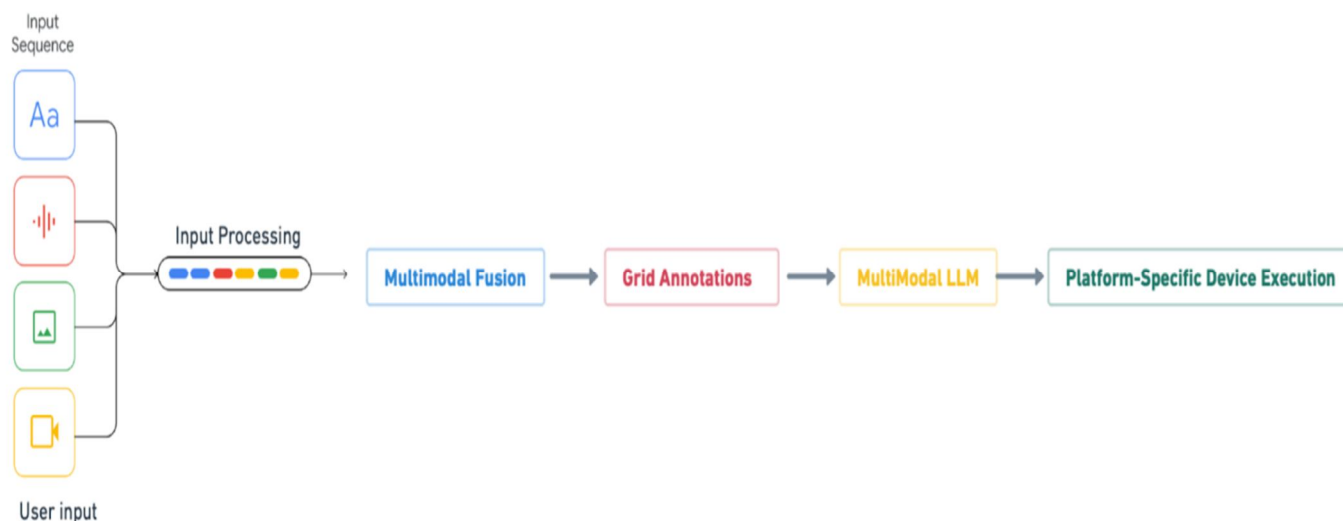 Input
Sequence
Aa
Input Processing
Multimodal Fusion
Grid Annotations
MultiModal LLM
Platform-Specific Device Execution
User input